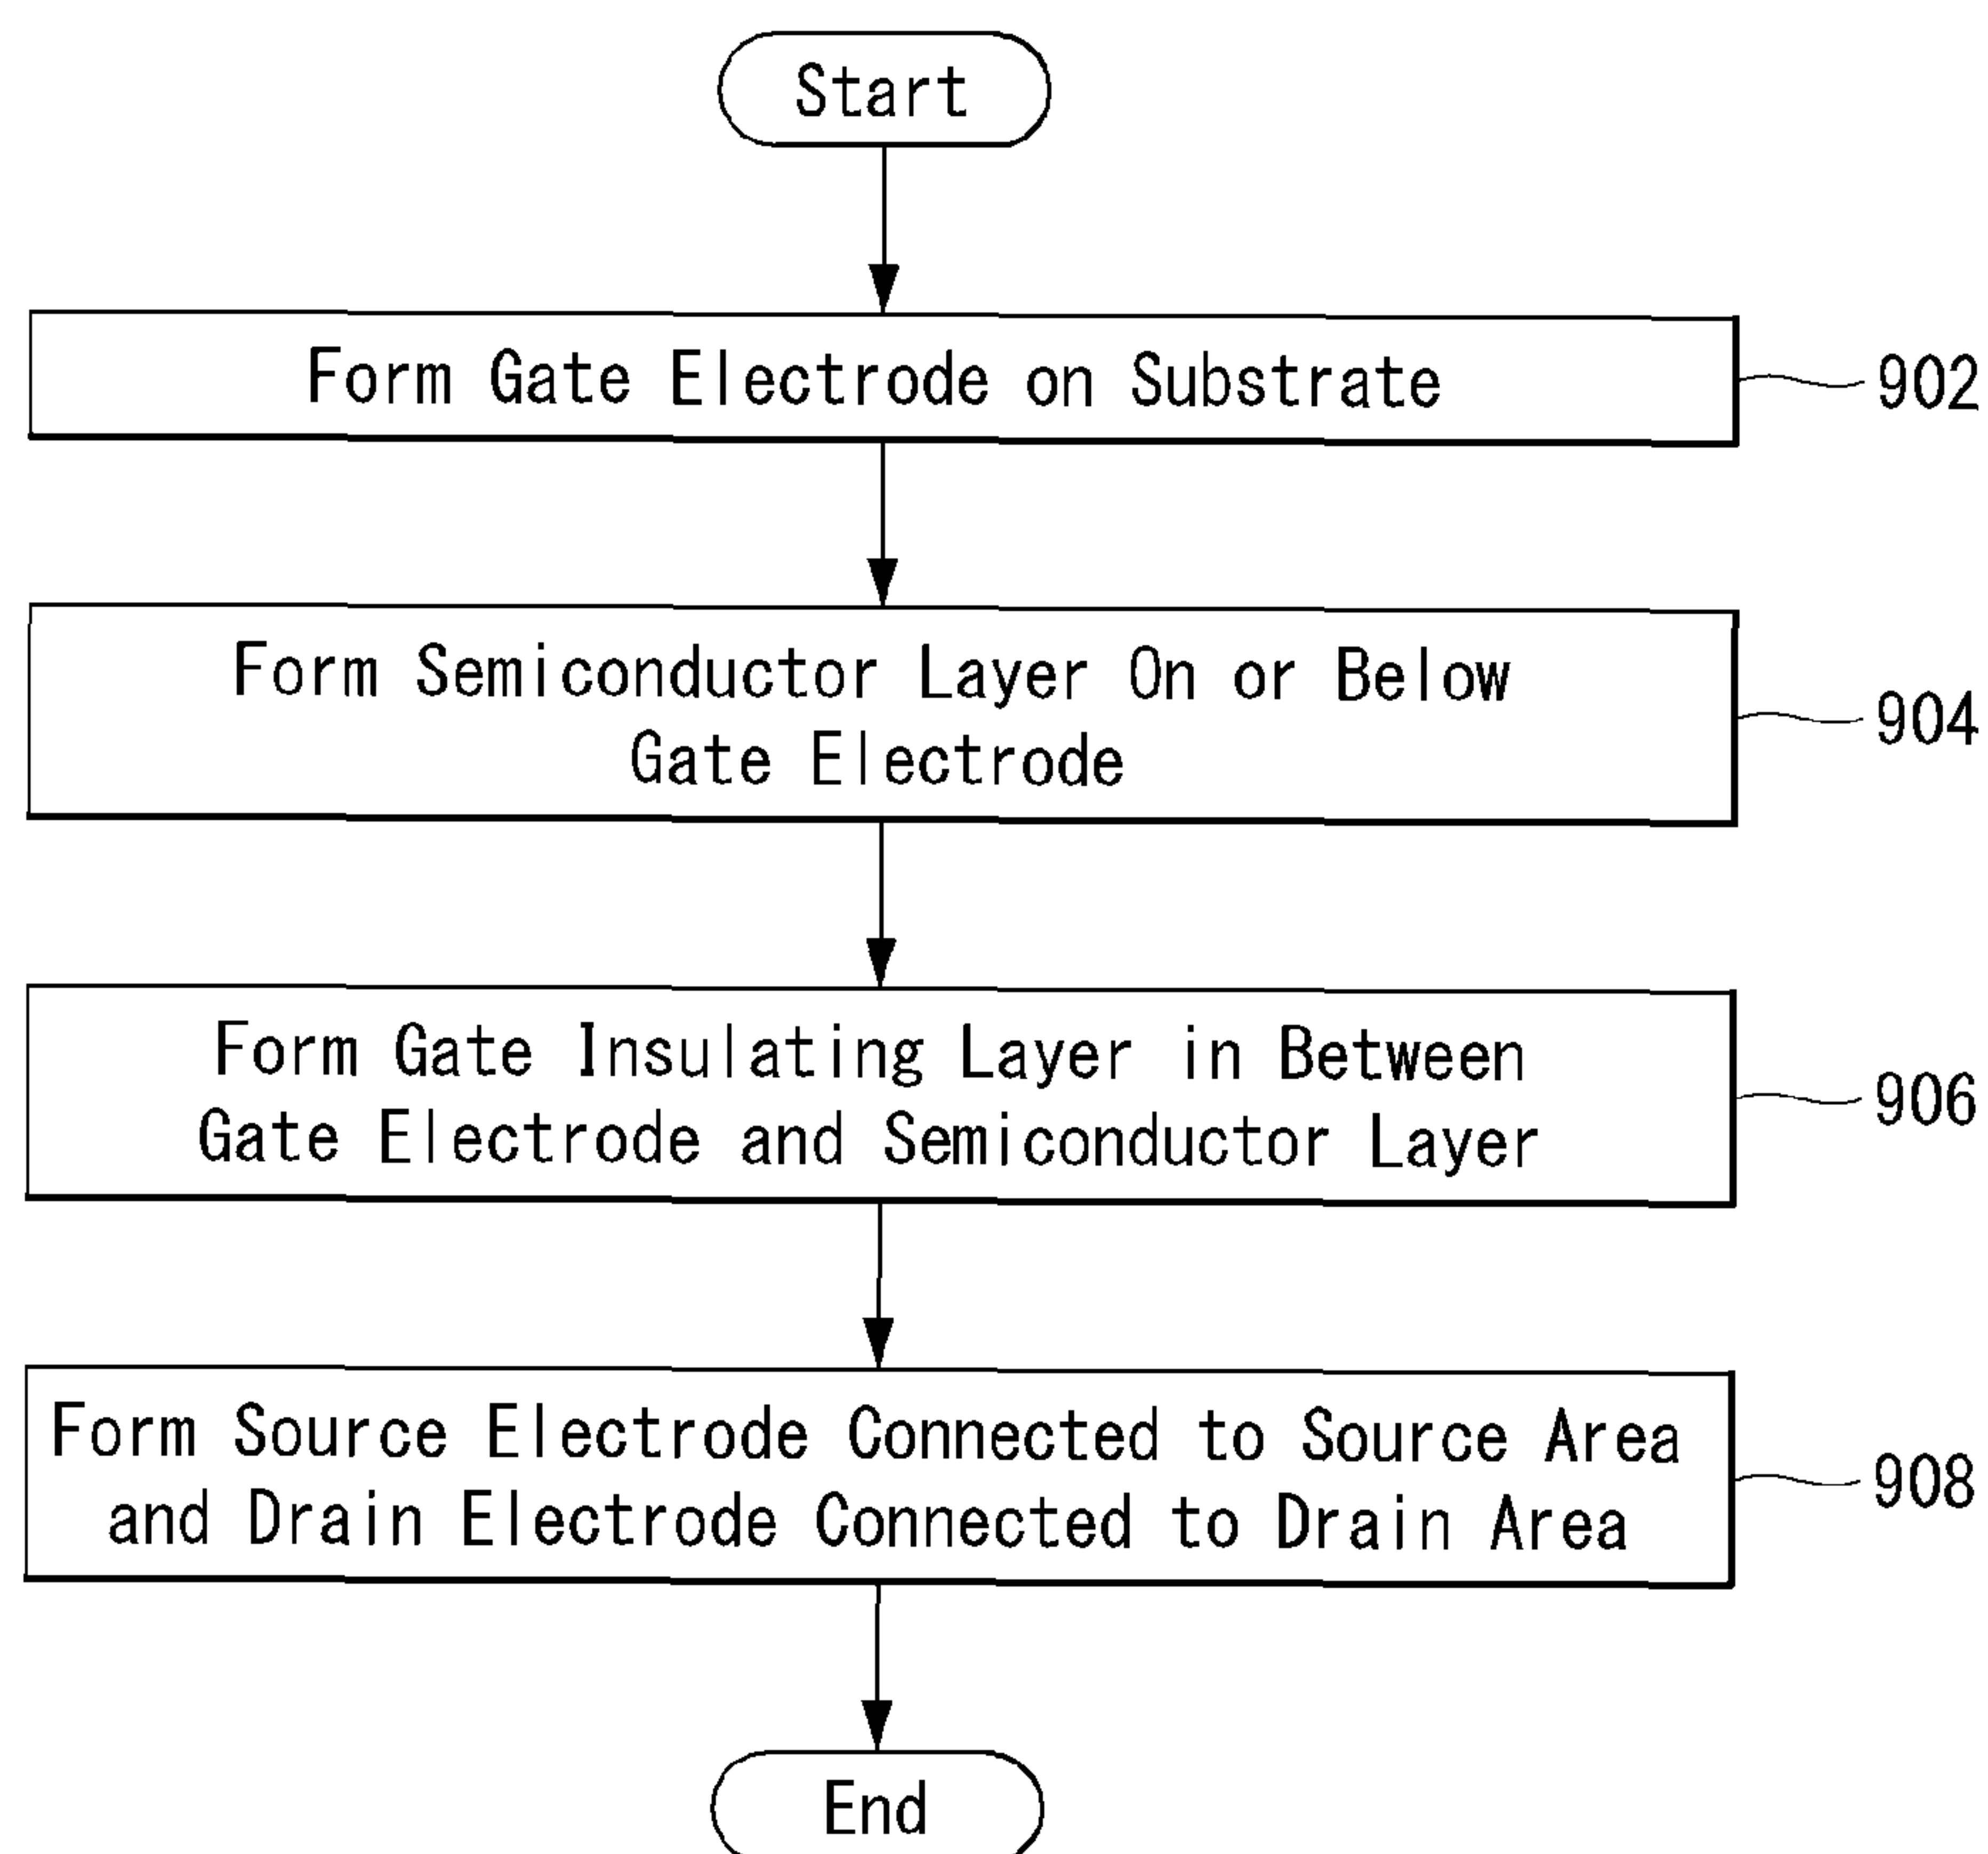 Start
Form Gate Electrode on Substrate
902
Form Semiconductor Layer On or Below
Gate Electrode
904
Form Gate Insulating Layer in Between
Gate Electrode and Semiconductor Layer
906
Form Source Electrode Connected to Source Area
and Drain Electrode Connected to Drain Area
908
End